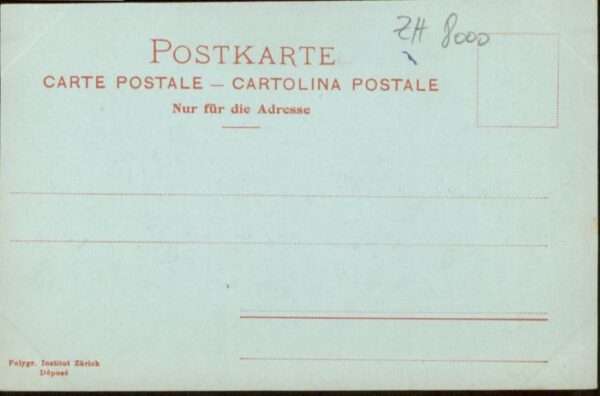 ZH 8000
POSTKARTE
CARTE POSTALE — CARTOLINA POSTALE
Nur für die Adresse
Polygr. Institut Zürich
Déposé